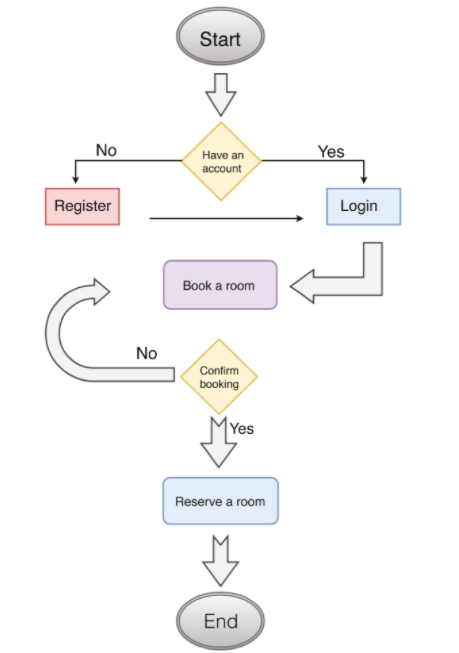 Start
Have an
account
No
Yes
Register
Login
Book a room
No
Confirm
booking
Yes
Reserve a room
End